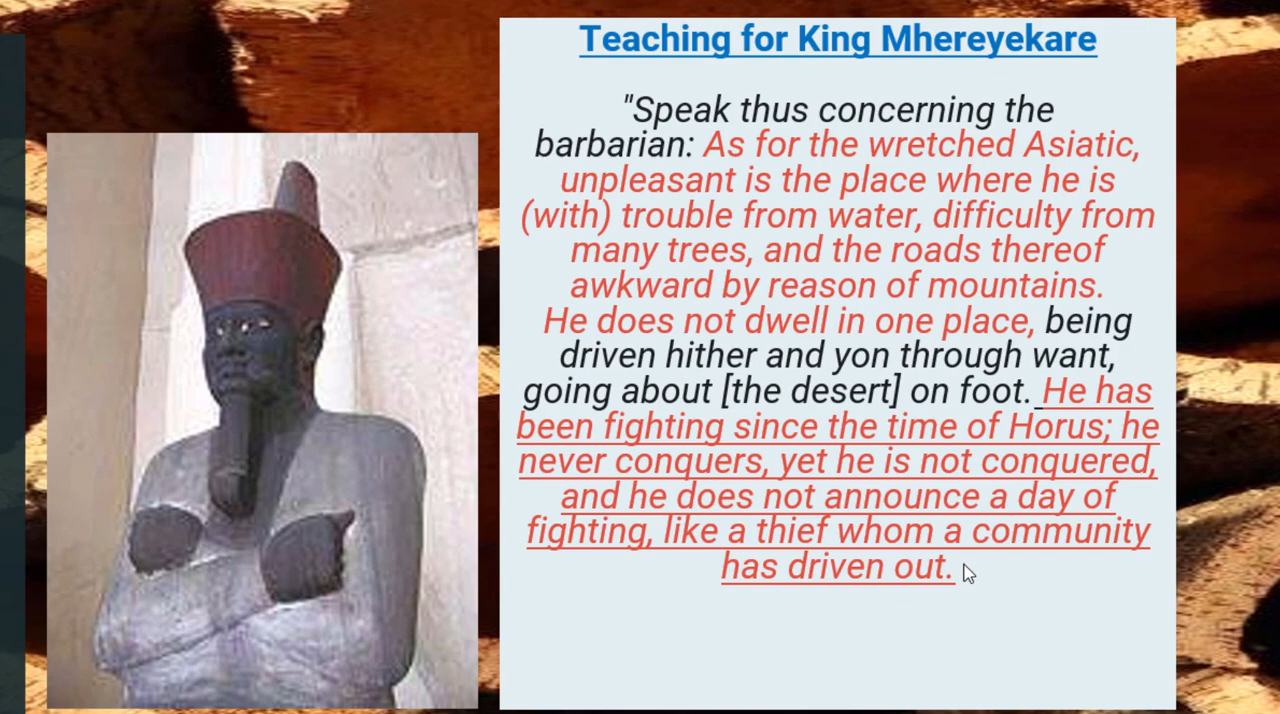 Teaching for King Mhereyekare
"Speak thus concerning the
barbarian: As for the wretched Asiatic,
unpleasant is the place where he is
(with) trouble from water, difficulty from
many trees, and the roads thereof
awkward by reason of mountains.
He does not dwell in one place, being
driven hither and yon through want,
going about [the desert] on foot. He has
been fighting since the time of Horus; he
never conquers, yet he is not conquered,
and he does not announce a day of
fighting, like a thief whom a community
has driven out.